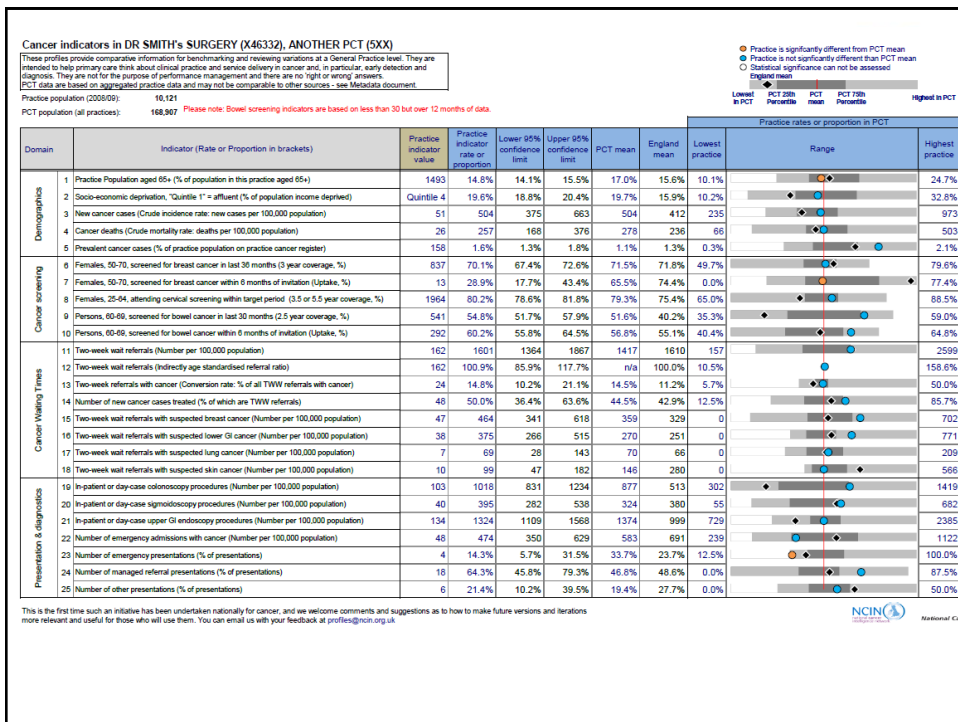 Cancer indicators in DR SMITH's SURGERY (X46332), ANOTHER PCT (5XX)
These profiles provide comparative information for benchmarking and reviewing variations at a General Practice level. They are
intended to help primary care think about clinical practice and service delivery in cancer and, in particular, early detection and
diagnosis. They are not for the purpose of performance management and there are no 'right or wrong' answers.
PCT data are based on aggregated practice data and may not be comparable to other sources - see Metadata document.
Practice population (2008/09): 10,121
PCT population (all practices): 168,907 Please note: Bowel screening indicators are based on less than 30 but over 12 months of data.
Practice is significantly different from PCT mean
Practice is not significantly different than PCT mean
Statistical significance can not be assessed
England mean
Lowest in PCT PCT 25th Percentile PCT mean PCT 75th Percentile Highest in PCT
Practice rates or proportion in PCT
Domain Indicator (Rate or Proportion in brackets) Practice indicator value Practice indicator rate or proportion Lower 95% confidence limit Upper 95% confidence limit PCT mean England mean Lowest practice Range Highest practice
Demographics
1 Practice Population aged 65+ (% of population in this practice aged 65+) 1493 14.8% 14.1% 15.5% 17.0% 15.6% 10.1% 24.7%
2 Socio-economic deprivation, "Quintile 1" = affluent (% of population income deprived) Quintile 4 19.6% 18.8% 20.4% 19.7% 15.9% 10.2% 32.8%
3 New cancer cases (Crude incidence rate: new cases per 100,000 population) 51 504 375 663 504 412 235 973
4 Cancer deaths (Crude mortality rate: deaths per 100,000 population) 26 257 168 376 278 236 66 503
5 Prevalent cancer cases (% of practice population on practice cancer register) 158 1.6% 1.3% 1.8% 1.1% 1.3% 0.3% 2.1%
Cancer screening
6 Females, 50-70, screened for breast cancer in last 36 months (3 year coverage, %) 837 70.1% 67.4% 72.6% 71.5% 71.8% 49.7% 79.6%
7 Females, 50-70, screened for breast cancer within 6 months of invitation (Uptake, %) 13 28.9% 17.7% 43.4% 65.5% 74.4% 0.0% 77.4%
8 Females, 25-64, attending cervical screening within target period (3.5 or 5.5 year coverage, %) 1964 80.2% 78.6% 81.8% 79.3% 75.4% 65.0% 88.5%
9 Persons, 60-69, screened for bowel cancer in last 30 months (2.5 year coverage, %) 541 54.8% 51.7% 57.9% 51.6% 40.2% 35.3% 59.0%
10 Persons, 60-69, screened for bowel cancer within 6 months of invitation (Uptake, %) 292 60.2% 55.8% 64.5% 56.8% 55.1% 40.4% 64.8%
Cancer Waiting Times
11 Two-week wait referrals (Number per 100,000 population) 162 1601 1364 1867 1417 1610 157 2599
12 Two-week wait referrals (Indirectly age standardised referral ratio) 162 100.9% 85.9% 117.7% n/a 100.0% 10.5% 158.6%
13 Two-week referrals with cancer (Conversion rate: % of all TWW referrals with cancer) 24 14.8% 10.2% 21.1% 14.5% 11.2% 5.7% 50.0%
14 Number of new cancer cases treated (% of which are TWW referrals) 48 50.0% 36.4% 63.6% 44.5% 42.9% 12.5% 85.7%
15 Two-week wait referrals with suspected breast cancer (Number per 100,000 population) 47 464 341 618 359 329 0 702
16 Two-week wait referrals with suspected lower GI cancer (Number per 100,000 population) 38 375 266 515 270 251 0 771
17 Two-week wait referrals with suspected lung cancer (Number per 100,000 population) 7 69 28 143 70 66 0 209
18 Two-week wait referrals with suspected skin cancer (Number per 100,000 population) 10 99 47 182 146 280 0 566
Presentation & diagnostics
19 In-patient or day-case colonoscopy procedures (Number per 100,000 population) 103 1018 831 1234 877 513 302 1419
20 In-patient or day-case sigmoidoscopy procedures (Number per 100,000 population) 40 395 282 538 324 380 55 682
21 In-patient or day-case upper GI endoscopy procedures (Number per 100,000 population) 134 1324 1109 1568 1374 999 729 2385
22 Number of emergency admissions with cancer (Number per 100,000 population) 48 474 350 629 583 691 239 1122
23 Number of emergency presentations (% of presentations) 4 14.3% 5.7% 31.5% 33.7% 23.7% 12.5% 100.0%
24 Number of managed referral presentations (% of presentations) 18 64.3% 45.8% 79.3% 46.8% 48.6% 0.0% 87.5%
25 Number of other presentations (% of presentations) 6 21.4% 10.2% 39.5% 19.4% 27.7% 0.0% 50.0%
This is the first time such an initiative has been undertaken nationally for cancer, and we welcome comments and suggestions as to how to make future versions and iterations
more relevant and useful for those who will use them. You can email us with your feedback at profiles@ncin.org.uk
NCIN
National Ca